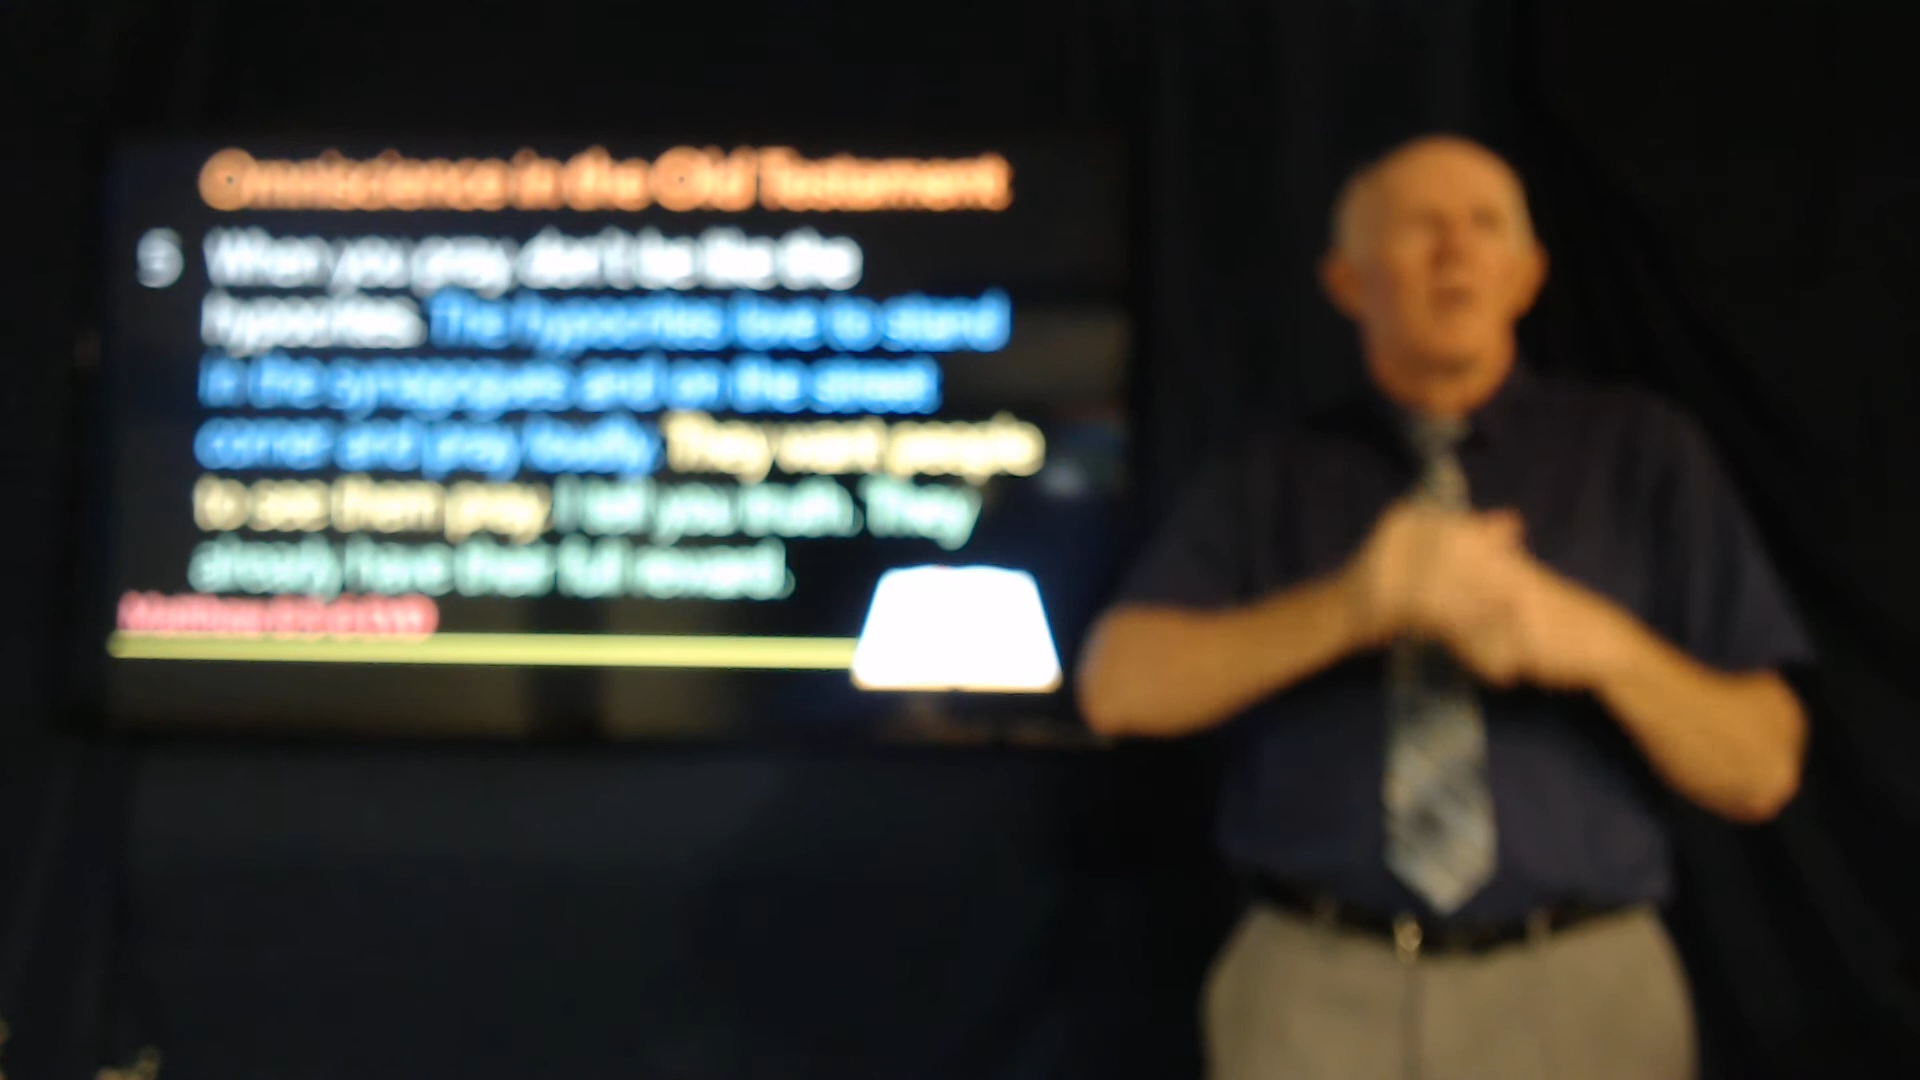 Omniscience in the Old Testament
5 When you pray don't be like the
hypocrites. The hypocrites love to stand
in the synagogues and on the street
corner and pray loudly. They want people
to see them pray. I tell you truth. They
already have their full reward.